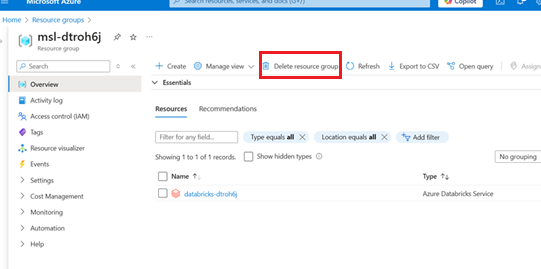 Microsoft Azure
Search resources, services, and docs (G+/)
Copilot
Home > Resource groups >
msl-dtroh6j
Resource group
Search
Create Manage view Delete resource group Refresh Export to CSV Open query Assign
Essentials
Overview
Activity log
Access control (IAM)
Tags
Resource visualizer
Events
Settings
Cost Management
Monitoring
Automation
Help
Resources Recommendations
Filter for any field... Type equals all Location equals all Add filter
Showing 1 to 1 of 1 records. Show hidden types No grouping
Name Type
databricks-dtroh6j Azure Databricks Service